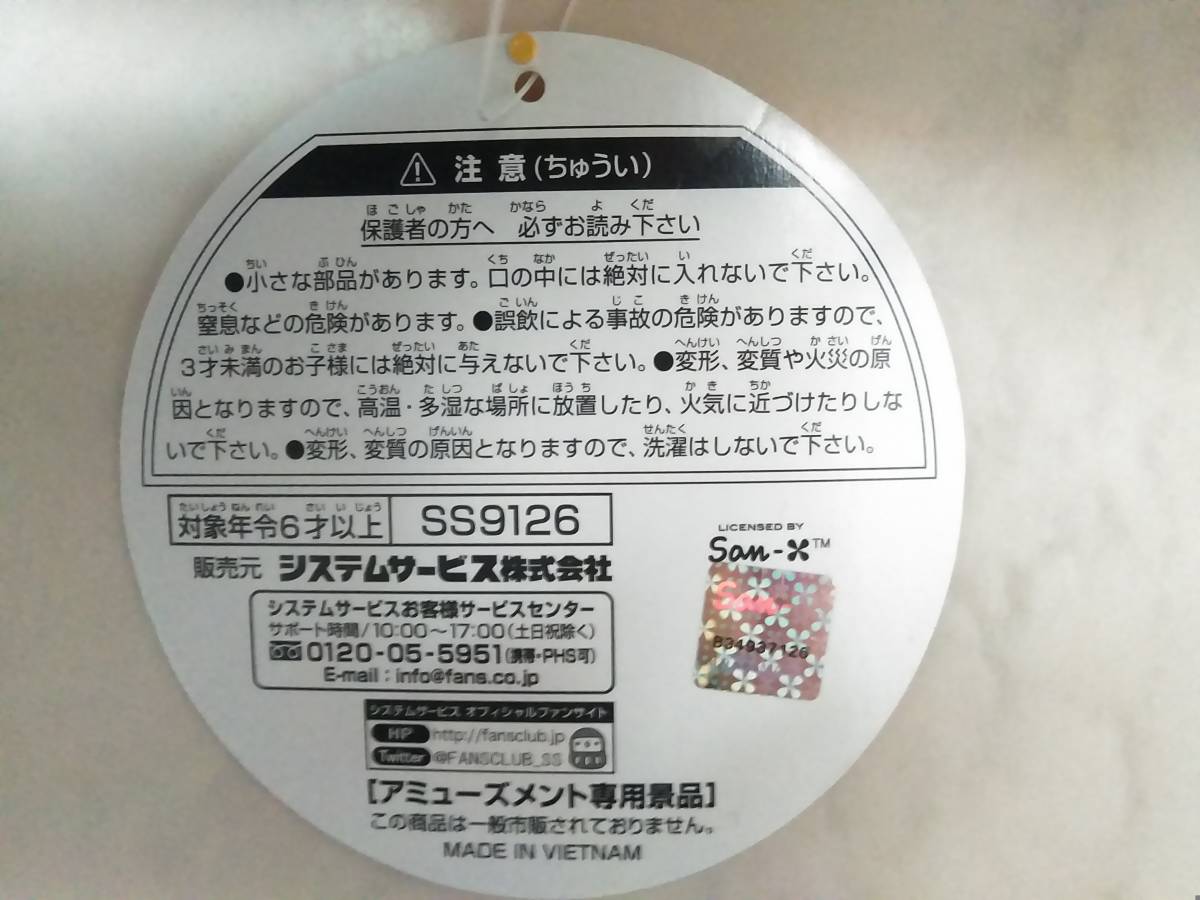 注意(ちゅうい)
保護者の方へ 必ずお読み下さい
●小さな部品があります。口の中には絶対に入れないで下さい。
窒息などの危険があります。●誤飲による事故の危険がありますので、
3才未満のお子様には絶対に与えないで下さい。●変形、変質や火災の原
因となりますので、高温・多湿な場所に放置したり、火気に近づけたりしな
いで下さい。●変形、変質の原因となりますので、洗濯はしないで下さい。
対象年令6才以上 SS9126
販売元 システムサービス株式会社
システムサービスお客様サービスセンター
サポート時間/10:00～17:00(土日祝除く)
0120-05-5951(携帯・PHS可)
E-mail:info@fans.co.jp
システムサービス オフィシャルファンサイト
HP http://fansclub.jp
Twitter @FANSCLUB_SS
LICENSED BY
San-X™
San
B34937126
[アミューズメント専用景品]
この商品は一般市販されておりません。
MADE IN VIETNAM